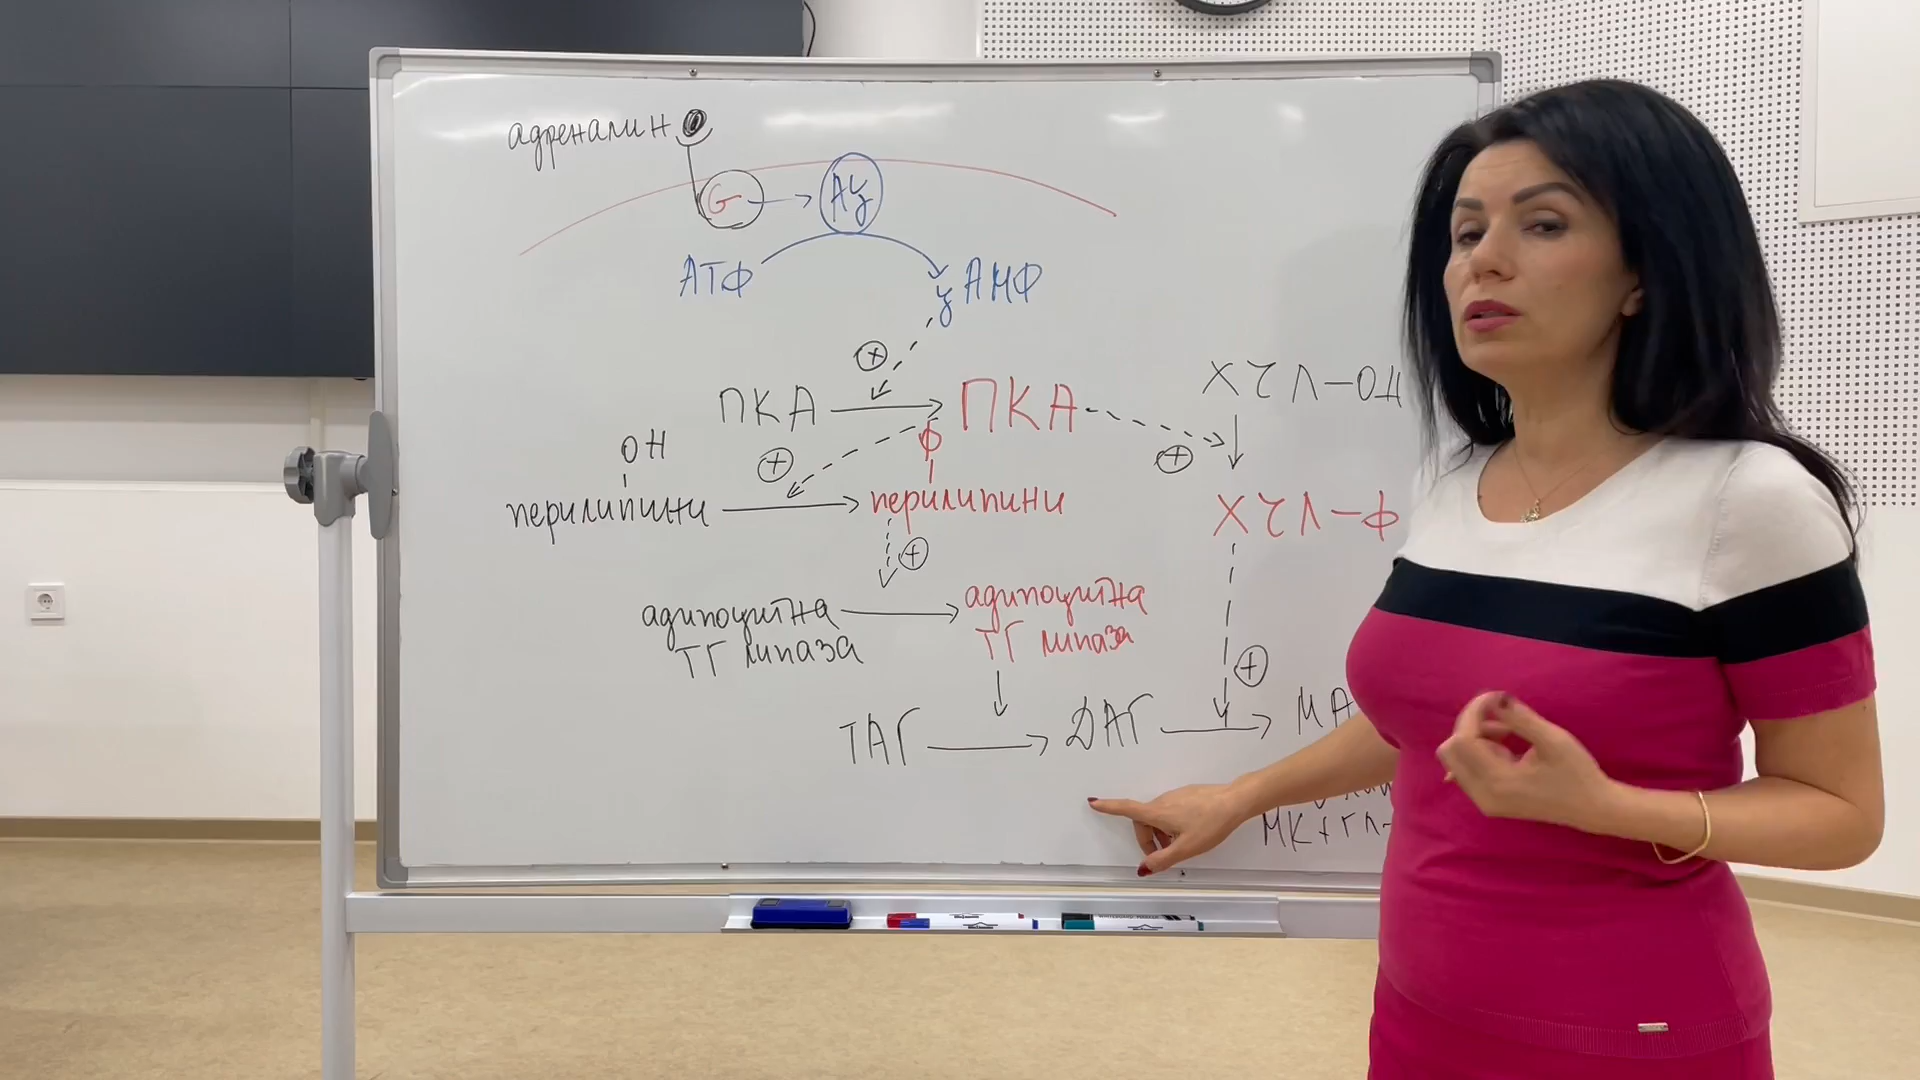 адреналин
G
АЦ
АТФ
ц АМФ
+
ПКА
ПКА
ХЧЛ-ОН
+
+
ОН
Ф
перилипини
перилипини
ХЧЛ-Ф
+
адипоцитна
ТГ липаза
адипоцитна
ТГ липаза
+
ТАГ
ДАГ
МА
МК+гл-